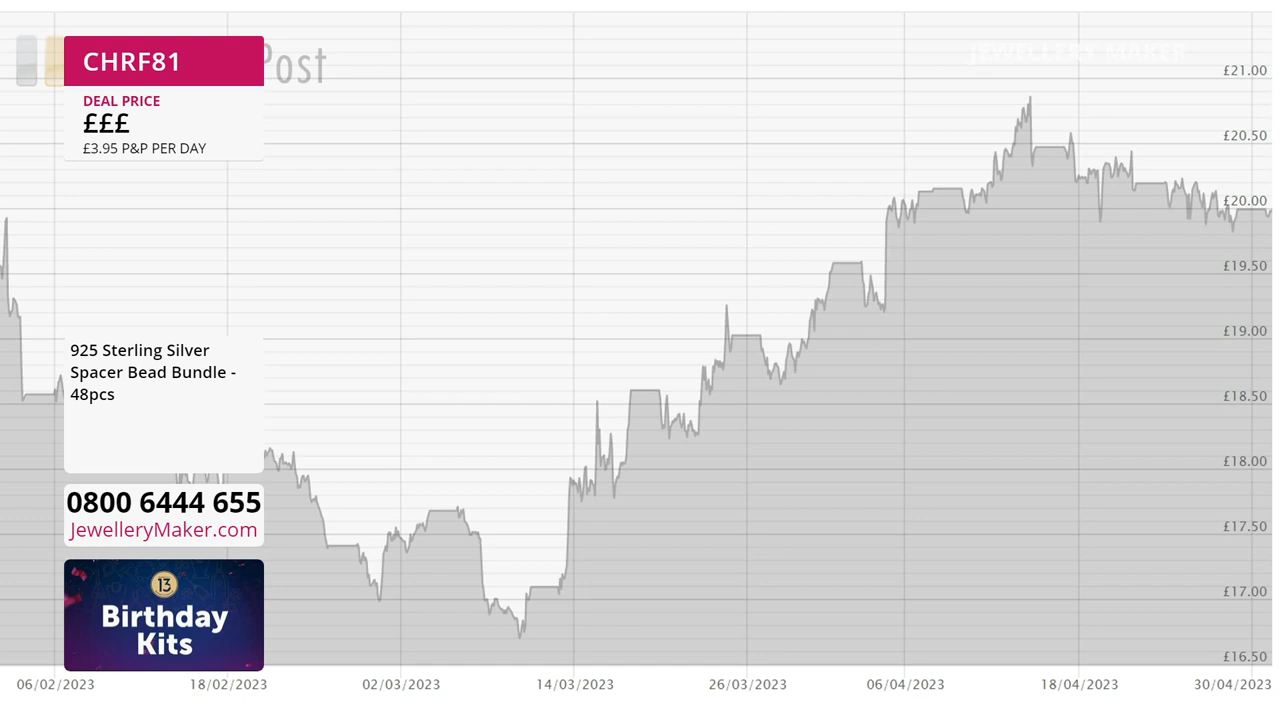 CHRF81
Post
JEWELLERY MAKER
DEAL PRICE
£££
£3.95 P&P PER DAY
925 Sterling Silver
Spacer Bead Bundle -
48pcs
0800 6444 655
JewelleryMaker.com
13
Birthday
Kits
£21.00
£20.50
£20.00
£19.50
£19.00
£18.50
£18.00
£17.50
£17.00
£16.50
06/02/2023 18/02/2023 02/03/2023 14/03/2023 26/03/2023 06/04/2023 18/04/2023 30/04/2023